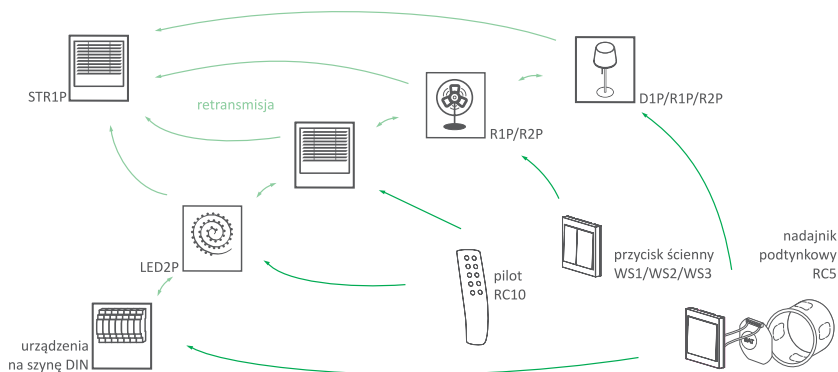 STR1P
retransmisja
R1P/R2P
D1P/R1P/R2P
LED2P
pilot
RC10
przycisk ścienny
WS1/WS2/WS3
nadajnik
podtynkowy
RC5
urządzenia
na szynę DIN